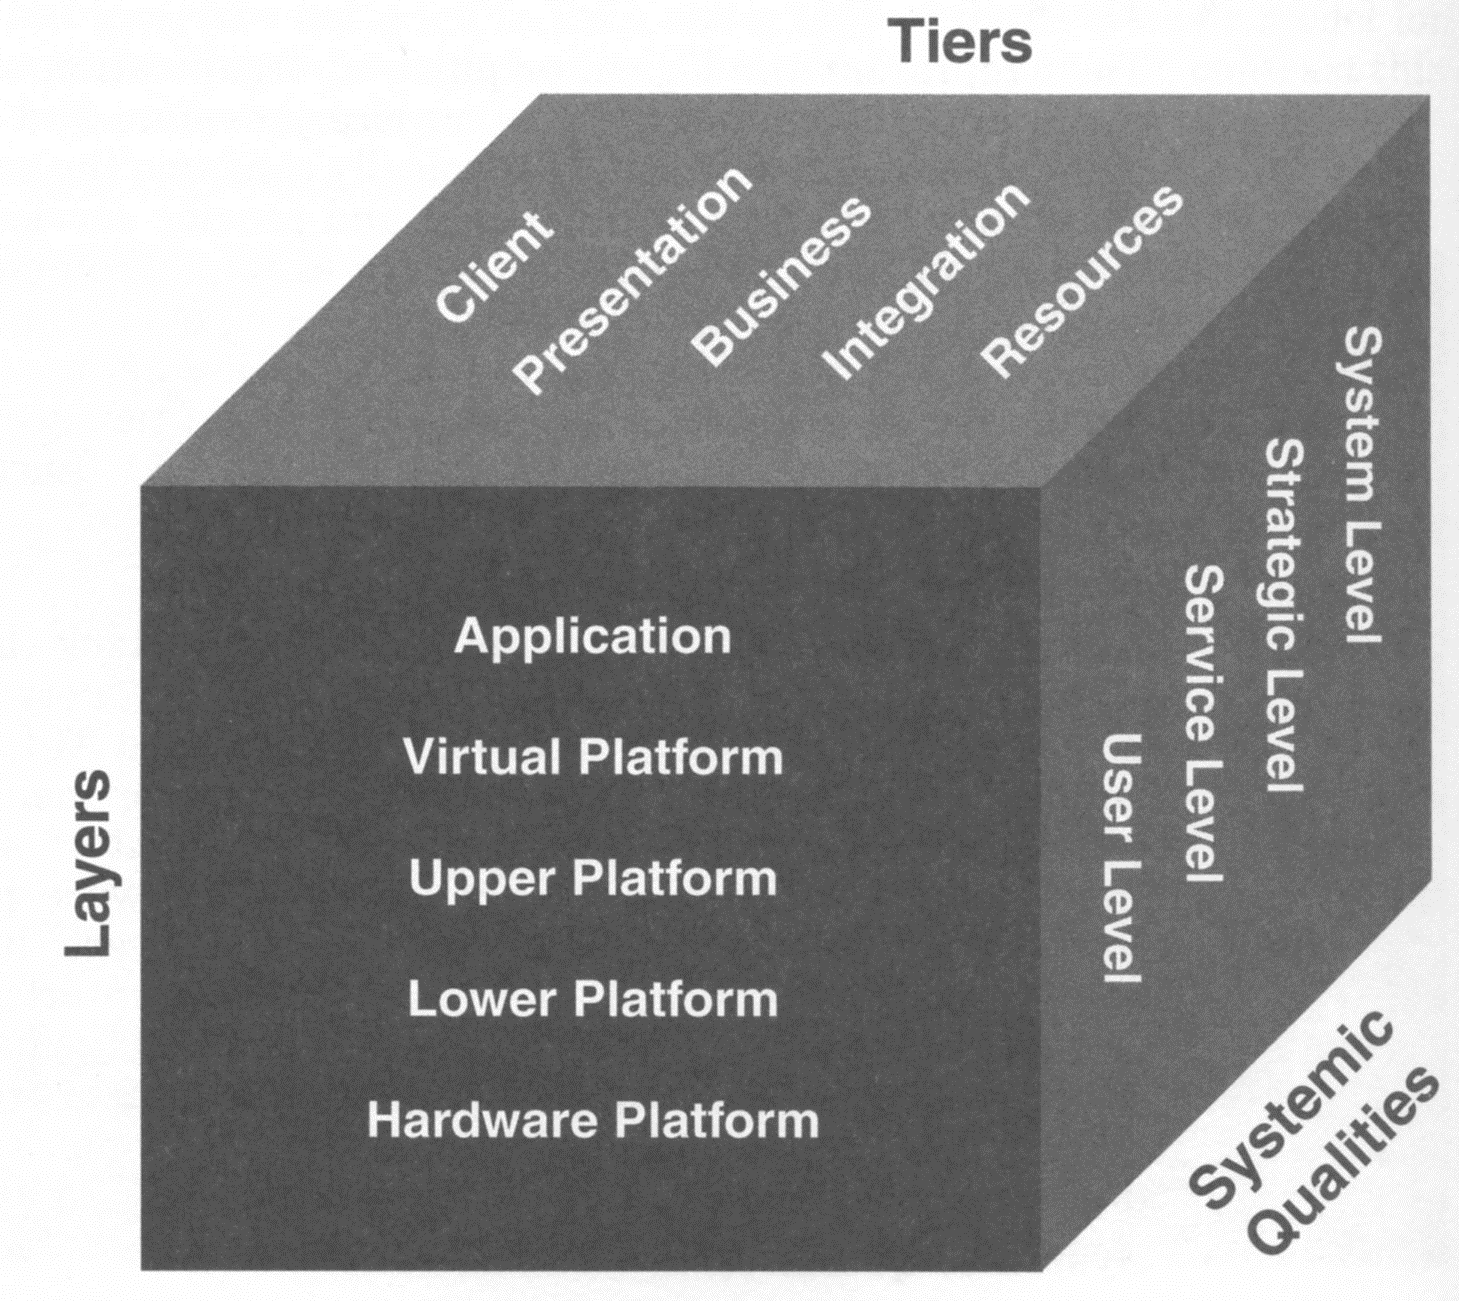 Tiers
Client
Presentation
Business
Integration
Resources
Layers
Application
Virtual Platform
Upper Platform
Lower Platform
Hardware Platform
User Level
Service Level
Strategic Level
System Level
Systemic
Qualities